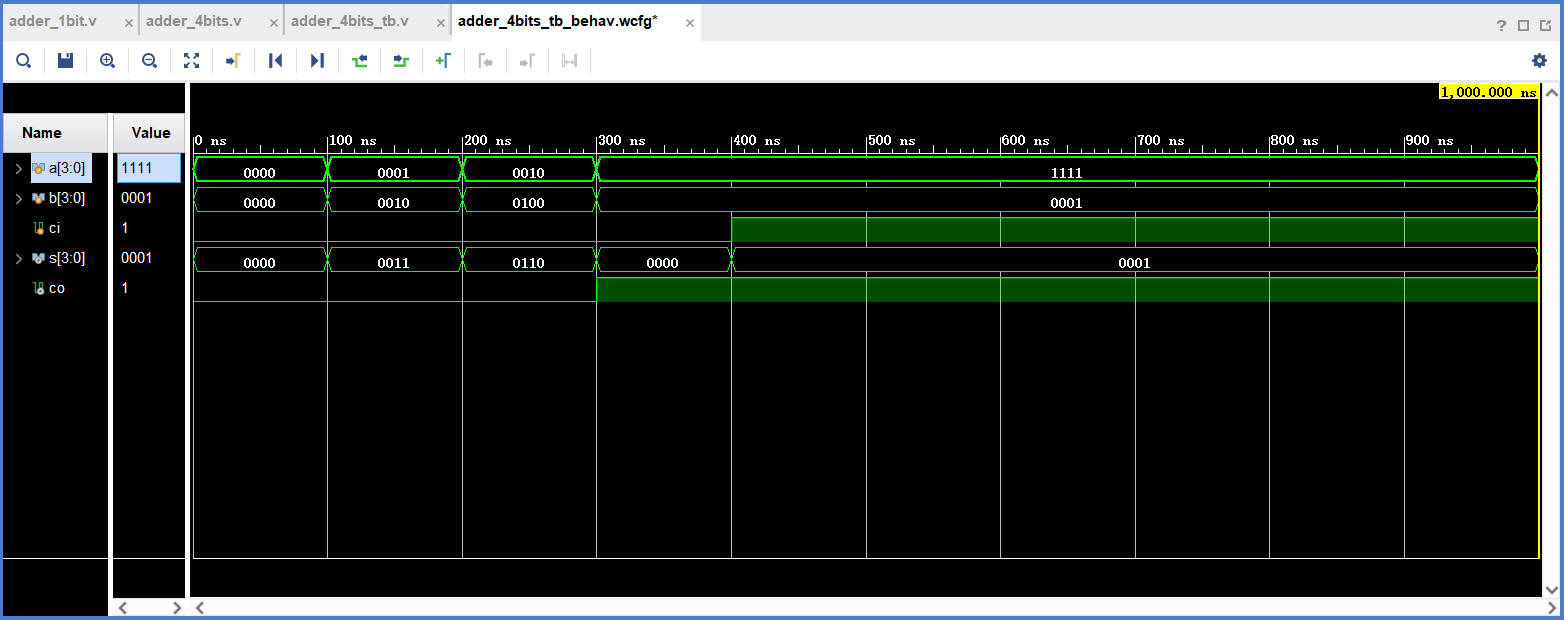 adder_1bit.v × adder_4bits.v × adder_4bits_tb.v × adder_4bits_tb_behav.wcfg* × ?
1,000.000 ns
Name Value 0 ns 100 ns 200 ns 300 ns 400 ns 500 ns 600 ns 700 ns 800 ns 900 ns
a[3:0] 1111 0000 0001 0010 1111
b[3:0] 0001 0000 0010 0100 0001
ci 1
s[3:0] 0001 0000 0011 0110 0000 0001
co 1